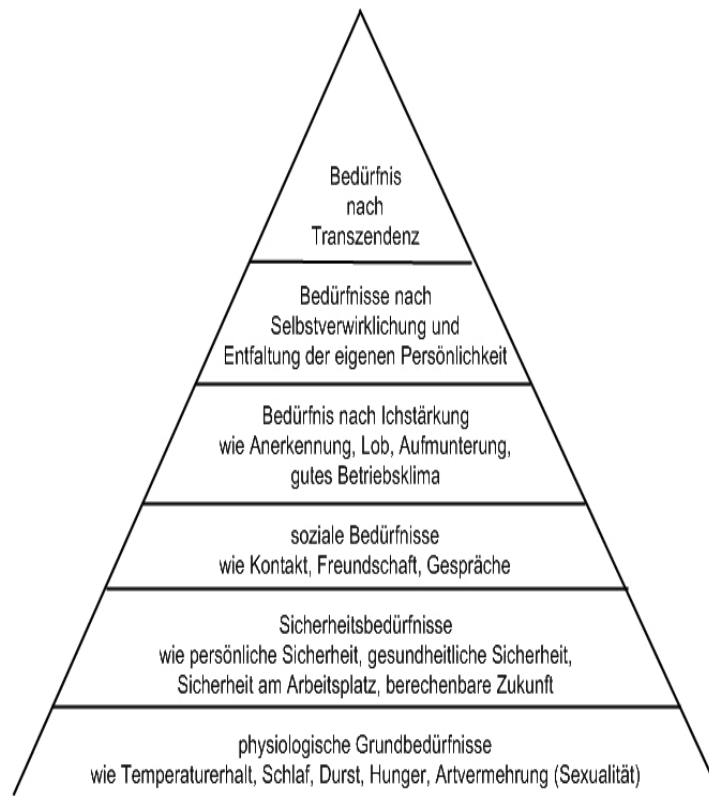 Bedürfnis
nach
Transzendenz
Bedürfnisse nach
Selbstverwirklichung und
Entfaltung der eigenen Persönlichkeit
Bedürfnis nach Ichstärkung
wie Anerkennung, Lob, Aufmunterung,
gutes Betriebsklima
soziale Bedürfnisse
wie Kontakt, Freundschaft, Gespräche
Sicherheitsbedürfnisse
wie persönliche Sicherheit, gesundheitliche Sicherheit,
Sicherheit am Arbeitsplatz, berechenbare Zukunft
physiologische Grundbedürfnisse
wie Temperaturerhalt, Schlaf, Durst, Hunger, Artvermehrung (Sexualität)